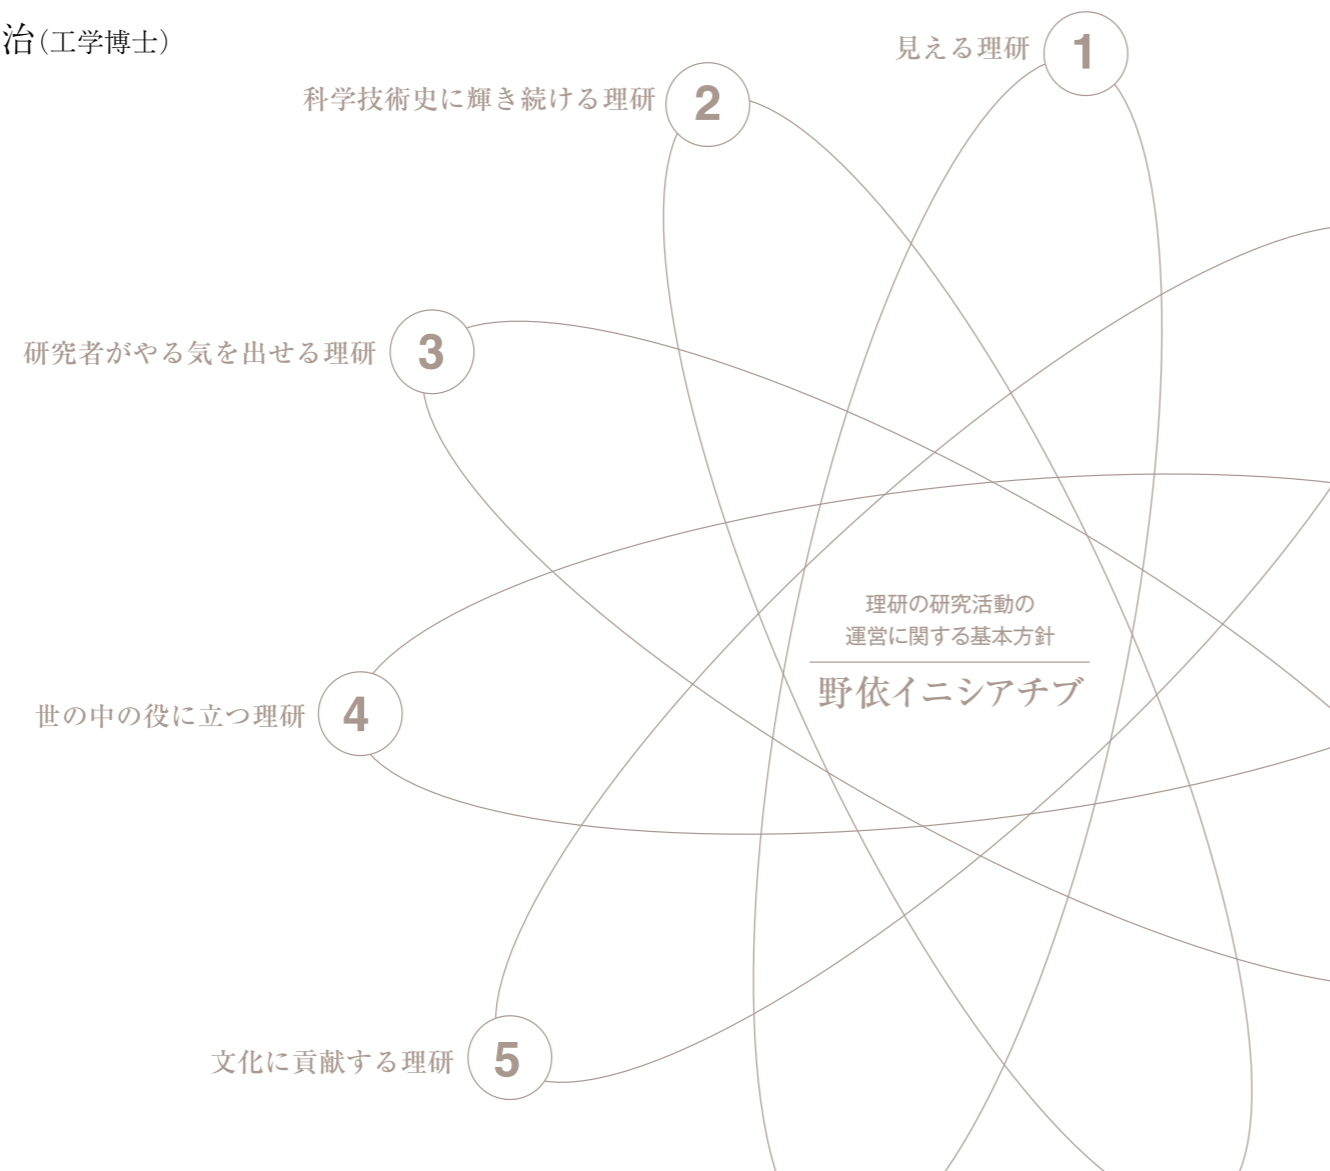 治(工学博士)
見える理研
1
科学技術史に輝き続ける理研
2
研究者がやる気を出せる理研
3
理研の研究活動の
運営に関する基本方針
野依イニシアチブ
世の中の役に立つ理研
4
文化に貢献する理研
5